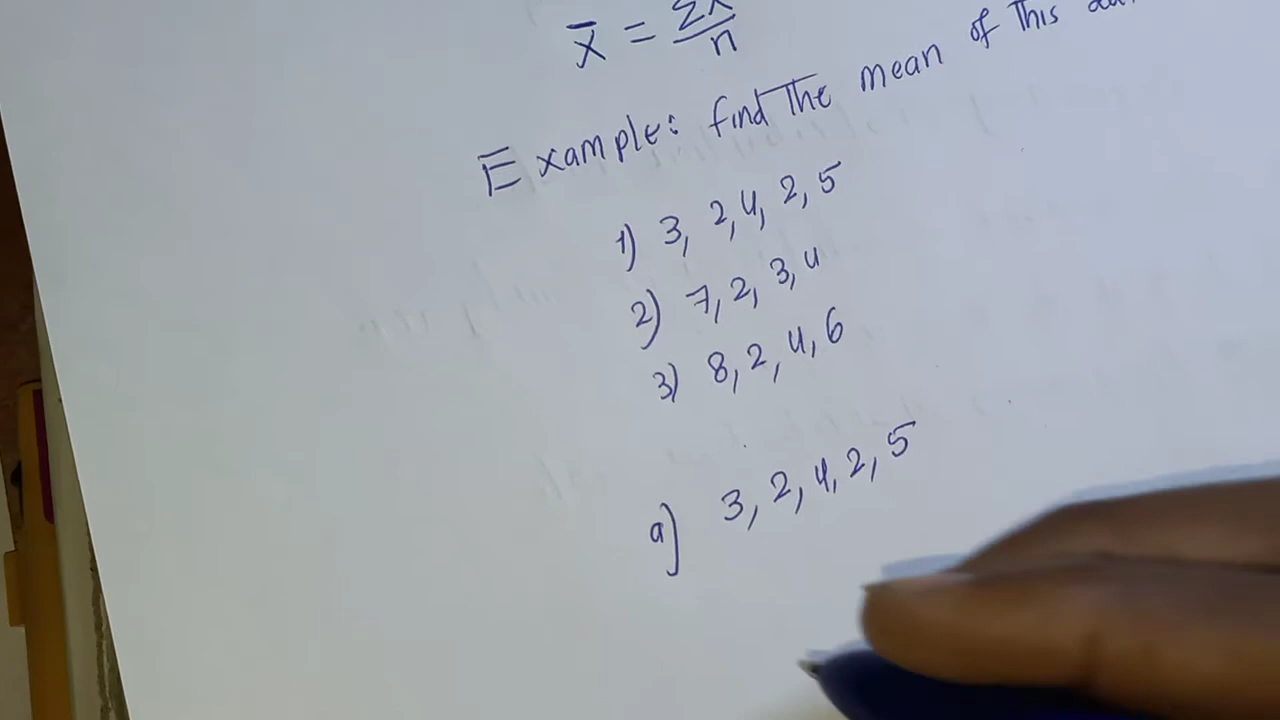 x̄ = Σx/n
Example: find The mean of This
1) 3, 2, 4, 2, 5
2) 7, 2, 3, 4
3) 8, 2, 4, 6
a) 3, 2, 4, 2, 5